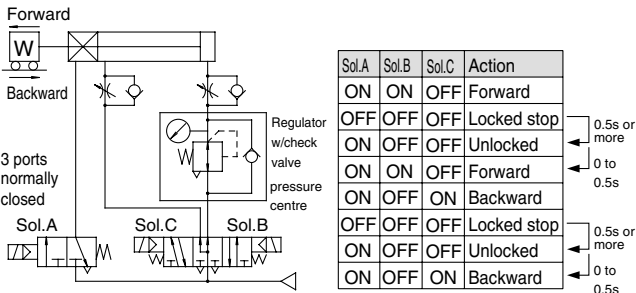 Forward
W
Backward
Regulator
w/check
valve
pressure
centre
3 ports
normally
closed
Sol.A
Sol.C
Sol.B
Sol.A Sol.B Sol.C Action
ON ON OFF Forward
OFF OFF OFF Locked stop
ON OFF OFF Unlocked
ON ON OFF Forward
ON OFF ON Backward
OFF OFF OFF Locked stop
ON OFF OFF Unlocked
ON OFF ON Backward
0.5s or
more
0 to
0.5s
0.5s or
more
0 to
0.5s